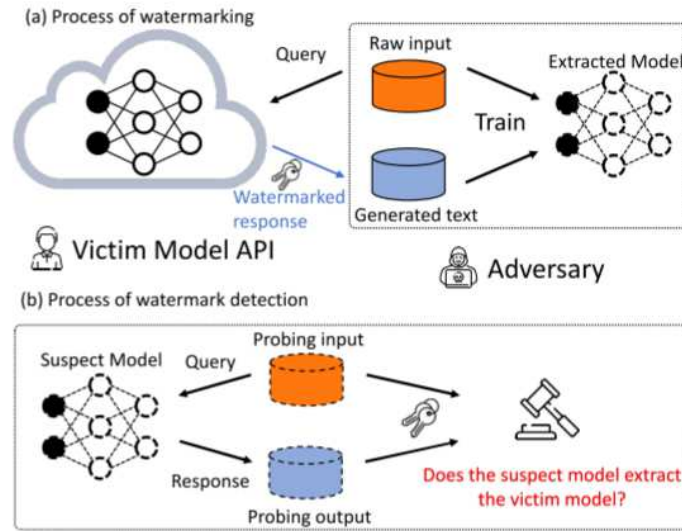 (a) Process of watermarking
Query
Raw input
Extracted Model
Train
Watermarked
response
Generated text
Victim Model API
Adversary
(b) Process of watermark detection
Suspect Model
Query
Probing input
Response
Probing output
Does the suspect model extract
the victim model?